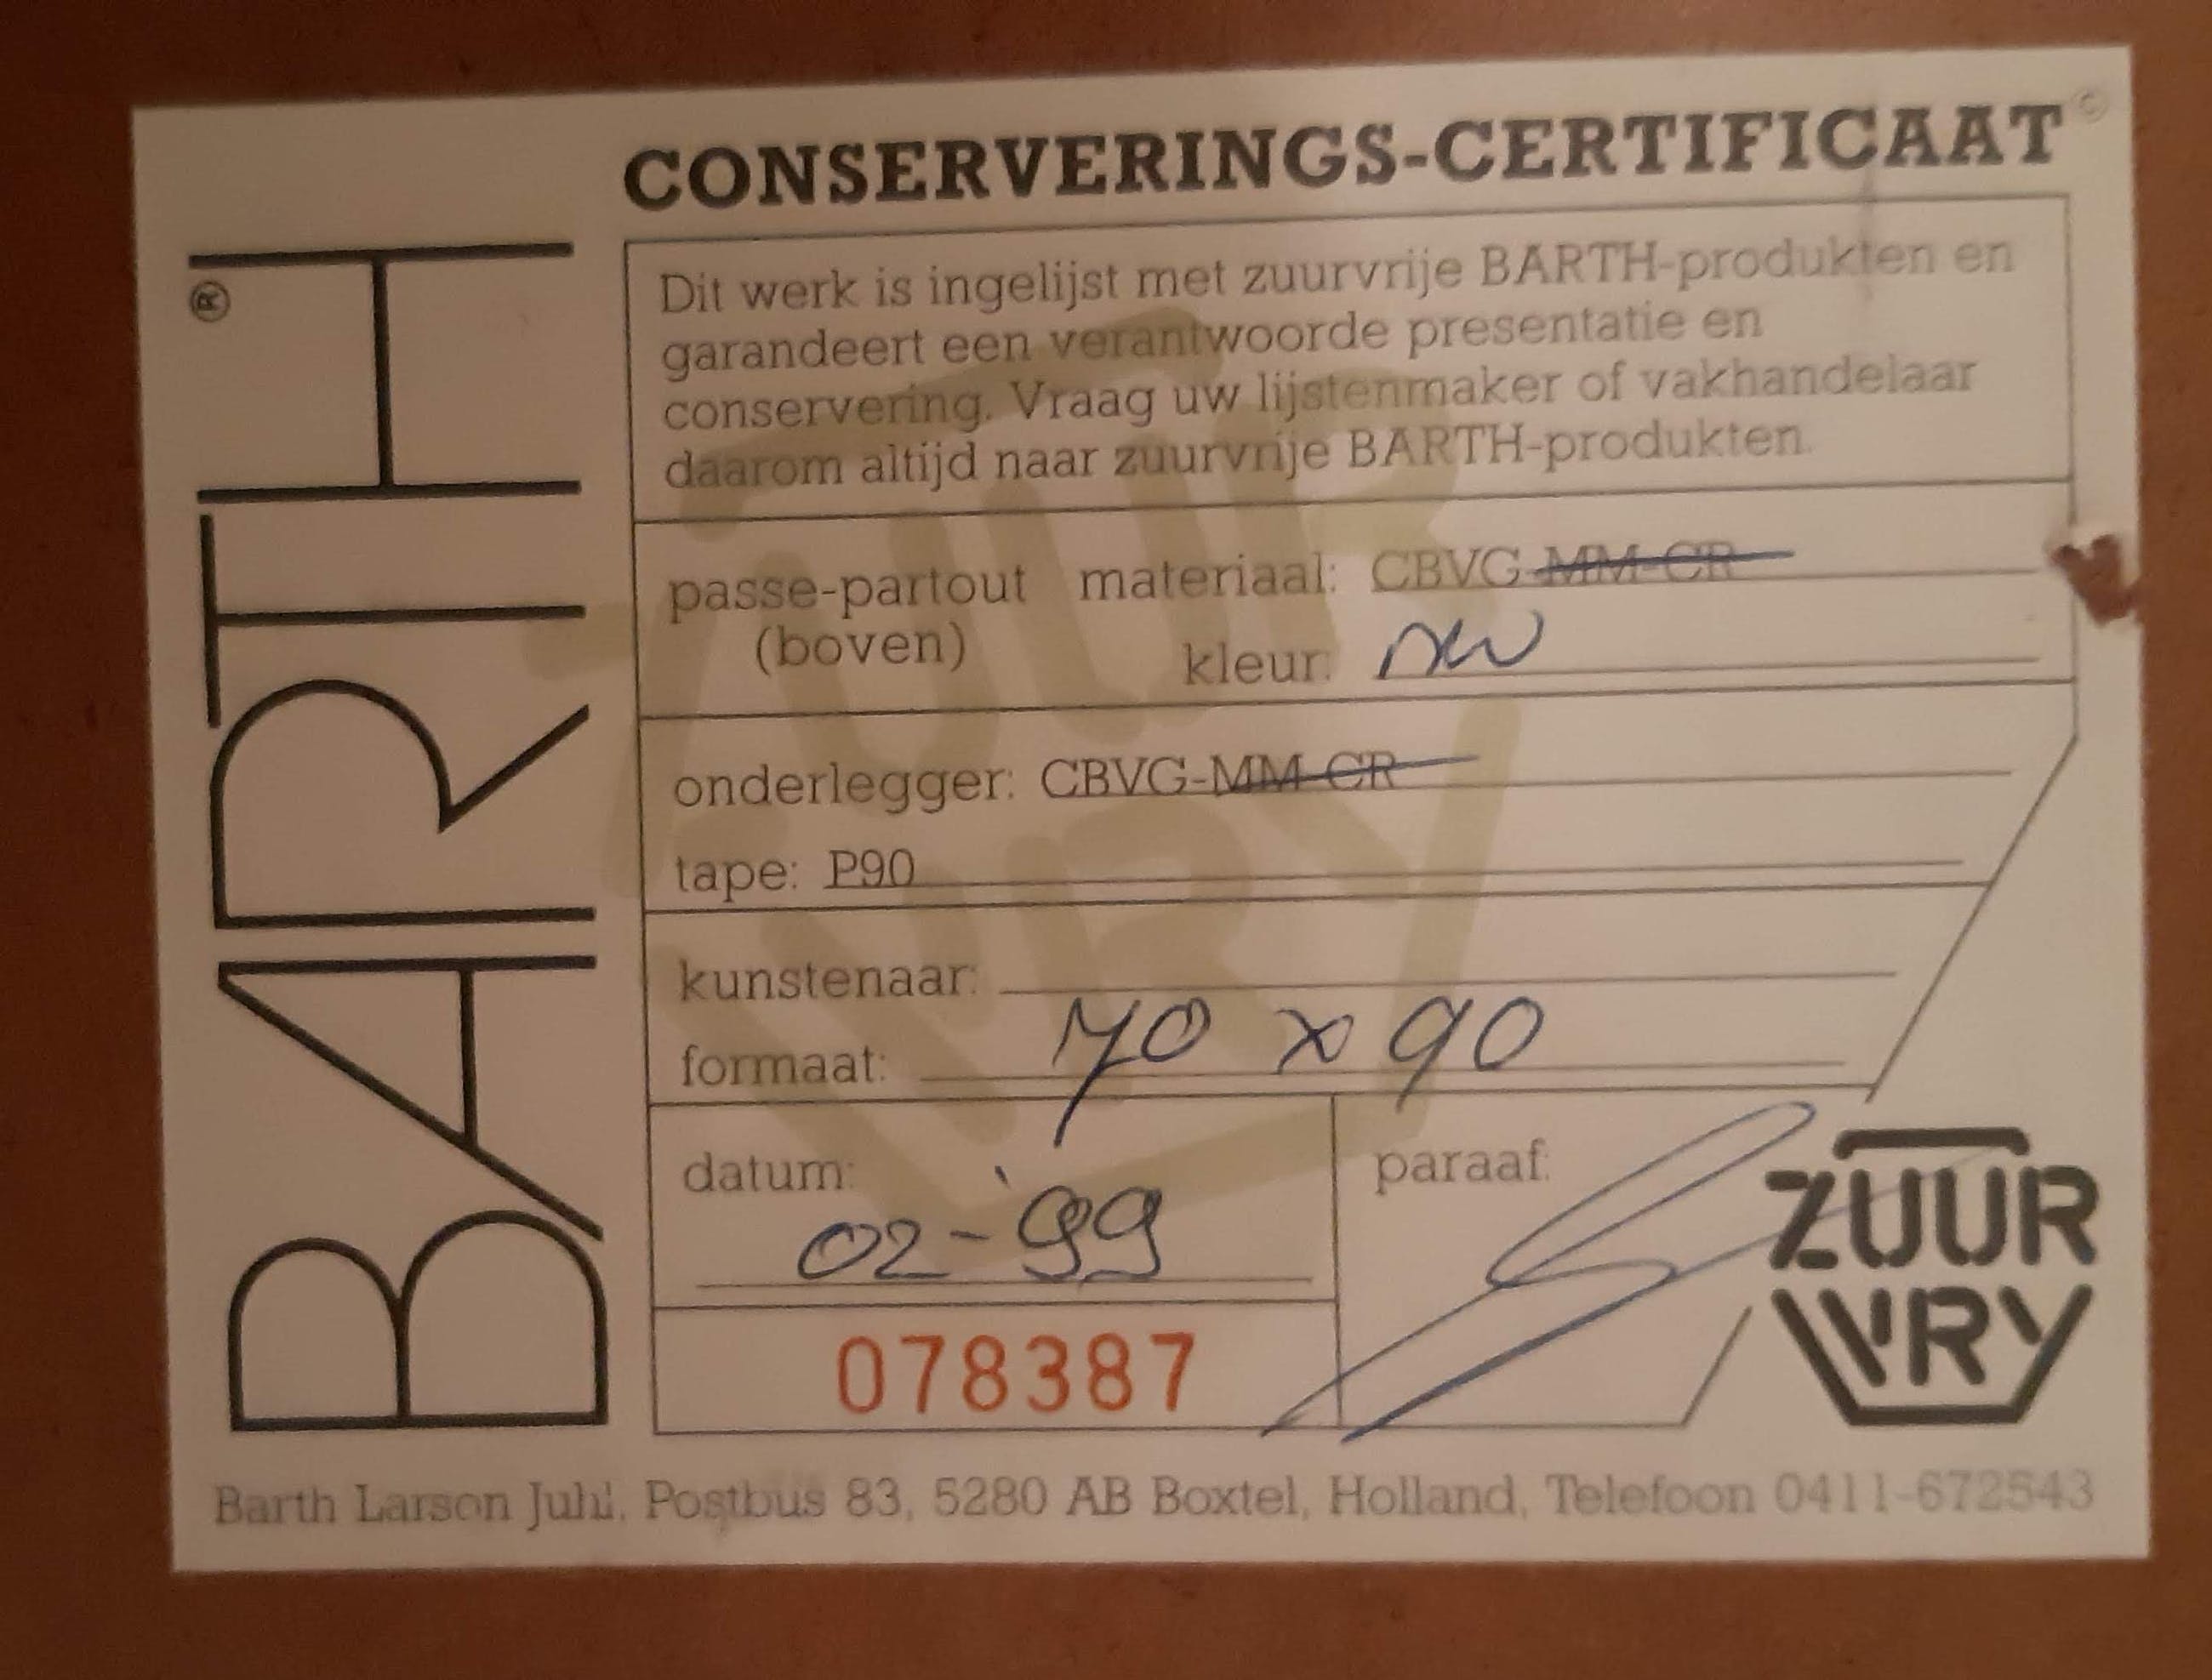 BARTH®
CONSERVERINGS-CERTIFICAAT©
Dit werk is ingelijst met zuurvrije BARTH-produkten en
garandeert een verantwoorde presentatie en
conservering. Vraag uw lijstenmaker of vakhandelaar
daarom altijd naar zuurvrije BARTH-produkten.
passe-partout materiaal: CBVG-MM-CR
(boven) kleur:
onderlegger: CBVG-MM-CR
tape: P90
kunstenaar:
formaat: 70 x 90
datum: paraaf:
02-'99
078387
ZUUR
VRY
Barth Larson Juhl, Postbus 83, 5280 AB Boxtel, Holland, Telefoon 0411-672543